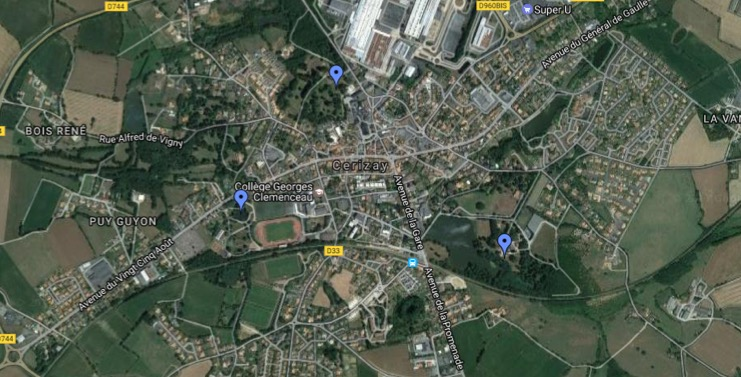 D744
D960BIS
Super U
Avenue du Général de Gaulle
LA VAN
BOIS RENÉ
Rue Alfred de Vigny
Cerizay
Collège Georges
Clemenceau
PUY GUYON
Avenue de la Gare
D33
Avenue du Vingt Cinq Août
Avenue de la Promenade
D744